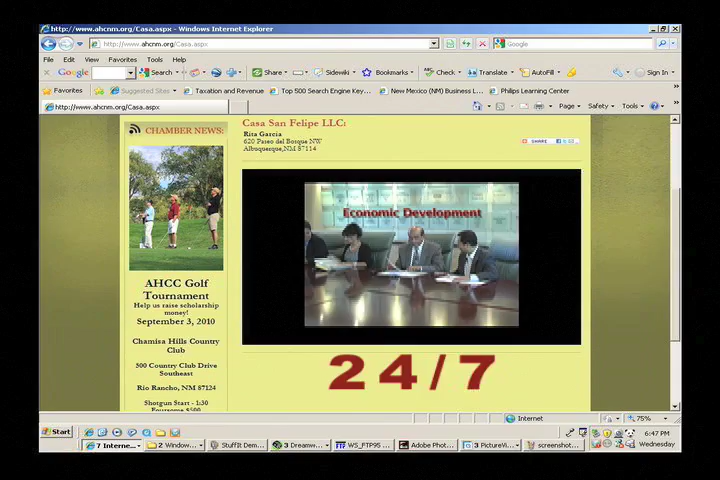 http://www.ahcnm.org/Casa.aspx - Windows Internet Explorer
http://www.ahcnm.org/Casa.aspx
Google
File Edit View Favorites Tools Help
Google Search Share Sidewiki Bookmarks Check Translate AutoFill Sign In
Favorites Suggested Sites Taxation and Revenue Top 500 Search Engine Key... New Mexico (NM) Business L... Philips Learning Center
http://www.ahcnm.org/Casa.aspx
Page Safety Tools
CHAMBER NEWS:
AHCC Golf
Tournament
Help us raise scholarship
money!
September 3, 2010
Chamisa Hills Country
Club
500 Country Club Drive
Southeast
Rio Rancho, NM 87124
Shotgun Start - 1:30
Foursome $500
Casa San Felipe LLC:
Rita Garcia
620 Paseo del Bosque NW
Albuquerque,NM 87114
SHARE
Economic Development
24/7
Internet
75%
Start
7 Interne...
2 Window...
StuffIt Dem...
3 Dreamw...
WS_FTP95 ...
Adobe Phot...
3 PictureVi...
screenshot...
6:47 PM
Wednesday